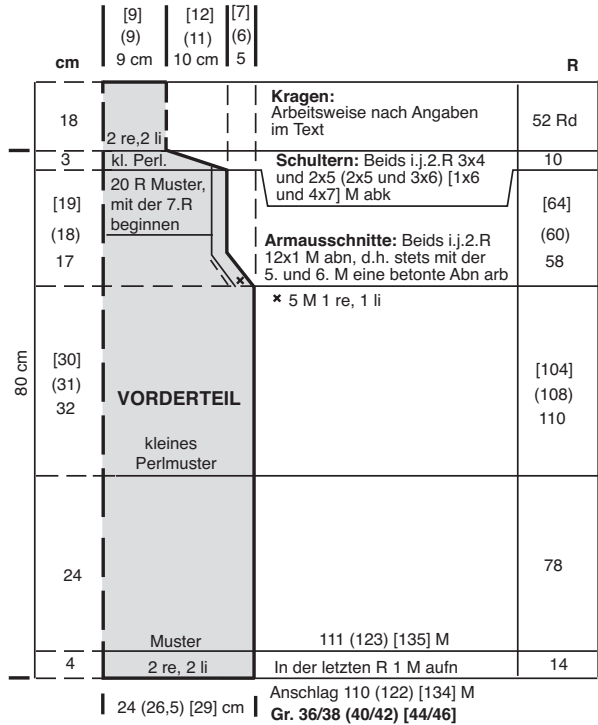 [9] [12] [7]
(9) (11) (6)
9 cm 10 cm 5
cm R
Kragen:
Arbeitsweise nach Angaben
im Text
18 52 Rd
2 re,2 li
3 kl. Perl. 10
Schultern: Beids i.j.2.R 3x4
und 2x5 (2x5 und 3x6) [1x6
und 4x7] M abk
20 R Muster,
mit der 7.R
beginnen
[19] [64]
(18) (60)
17 58
Armausschnitte: Beids i.j.2.R
12x1 M abn, d.h. stets mit der
5. und 6. M eine betonte Abn arb
× × 5 M 1 re, 1 li
80 cm
[30] [104]
(31) (108)
32 110
VORDERTEIL
kleines
Perlmuster
24 78
Muster 111 (123) [135] M
4 2 re, 2 li In der letzten R 1 M aufn 14
24 (26,5) [29] cm
Anschlag 110 (122) [134] M
Gr. 36/38 (40/42) [44/46]